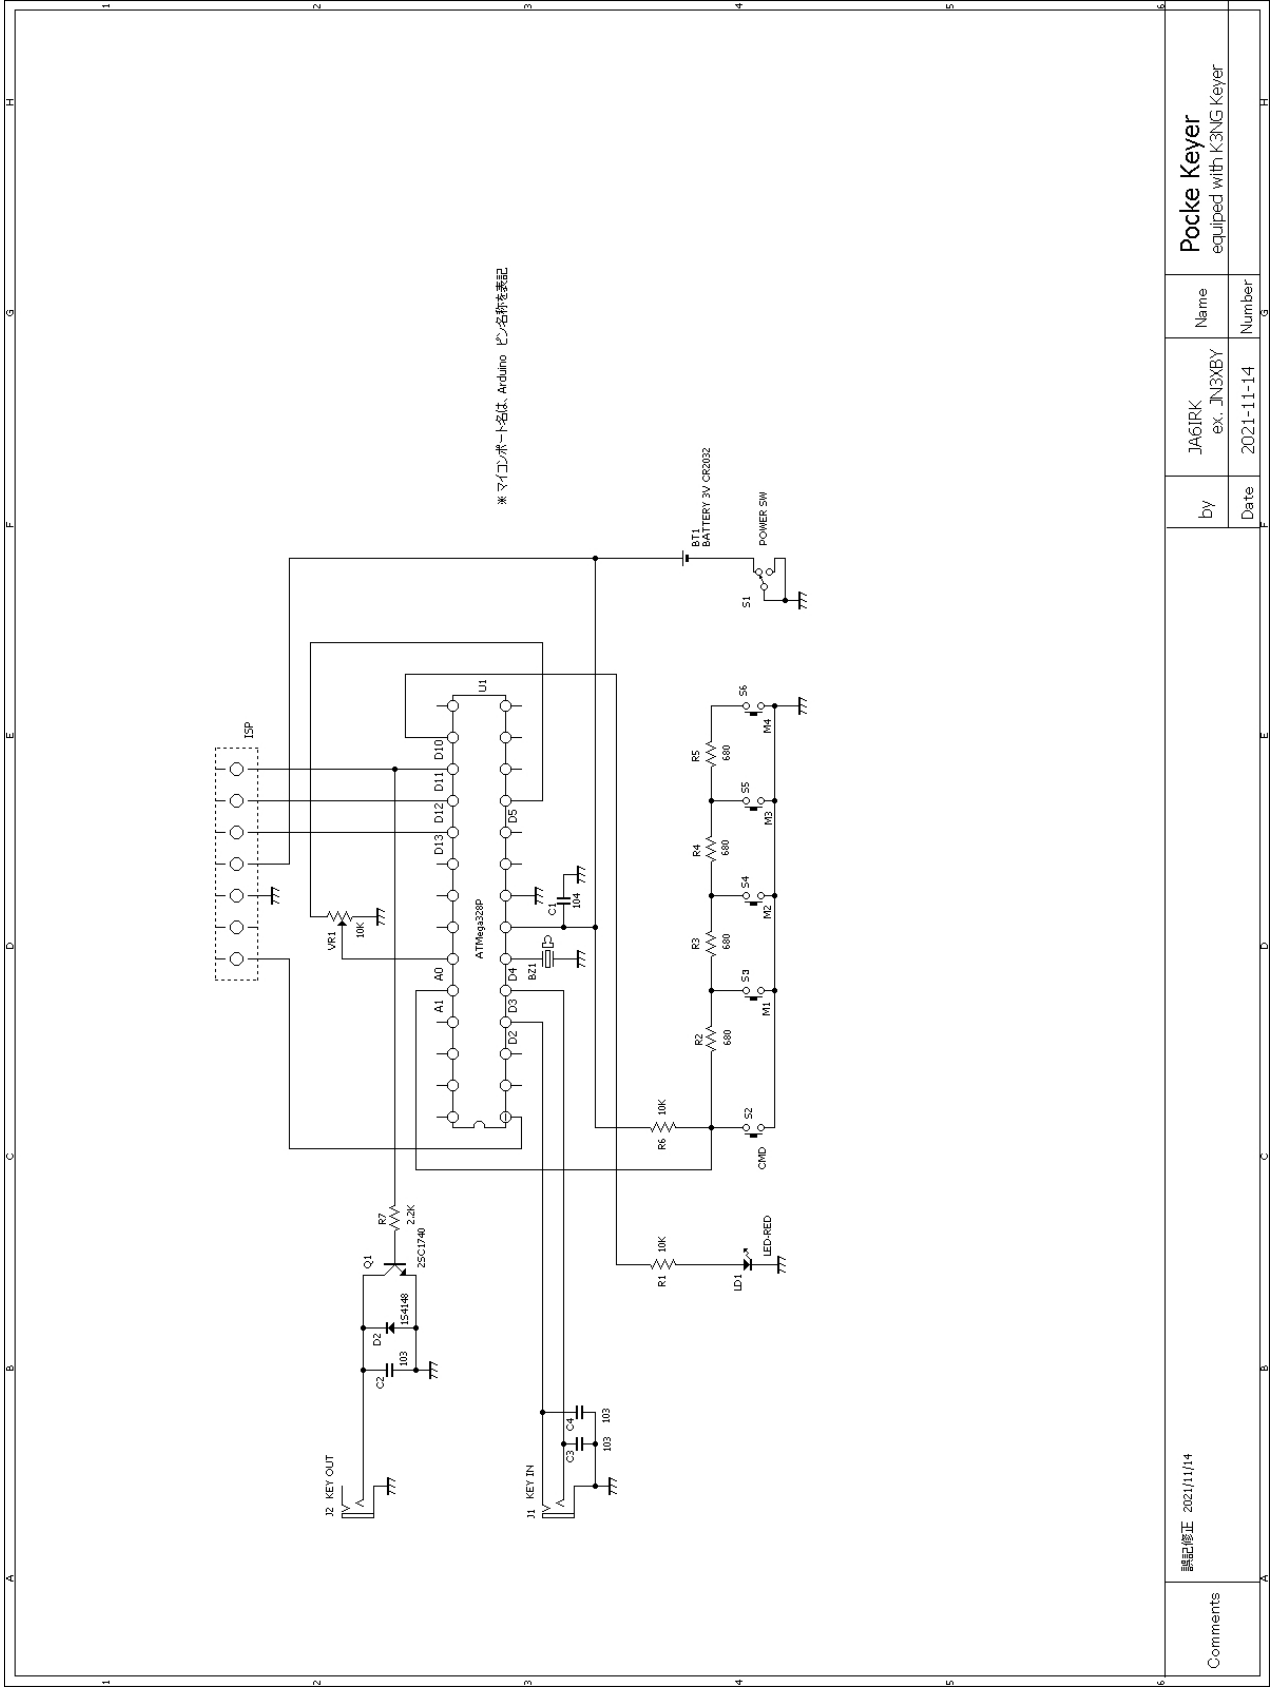 1
2
3
4
5
6
1
2
3
4
5
6
A
B
C
D
E
F
G
H
A
B
C
D
E
F
G
H
ISP
VR1
10K
J2 KEY OUT
C2
103
D2
1S4148
Q1
2SC1740
R7
2.2K
A1
A0
D13
D12
D11
D10
ATMega328P
U1
D2
D3
D4
D5
※ マイコンポート名は、Arduino ピン名称を表記
J1 KEY IN
C3
103
C4
103
BZ1
C1
104
R1
10K
LD1
LED-RED
R6
10K
R2
680
R3
680
R4
680
R5
680
S2
CMD
S3
M1
S4
M2
S5
M3
S6
M4
BT1
BATTERY 3V CR2032
S1
POWER SW
Comments
誤記修正 2021/11/14
by
JA6IRK
ex. JN3XBY
Name
Pocke Keyer
equiped with K3NG Keyer
Date
2021-11-14
Number